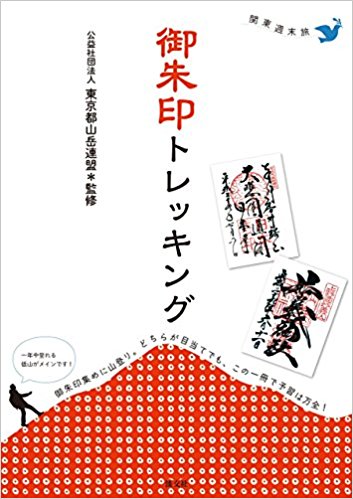 関東週末旅
御朱印トレッキング
公益社団法人 東京都山岳連盟*監修
一年中登れる
低山がメインです!
御朱印集めに山登り。どちらが目当てでも、この一冊で予習は万全!
淡交社